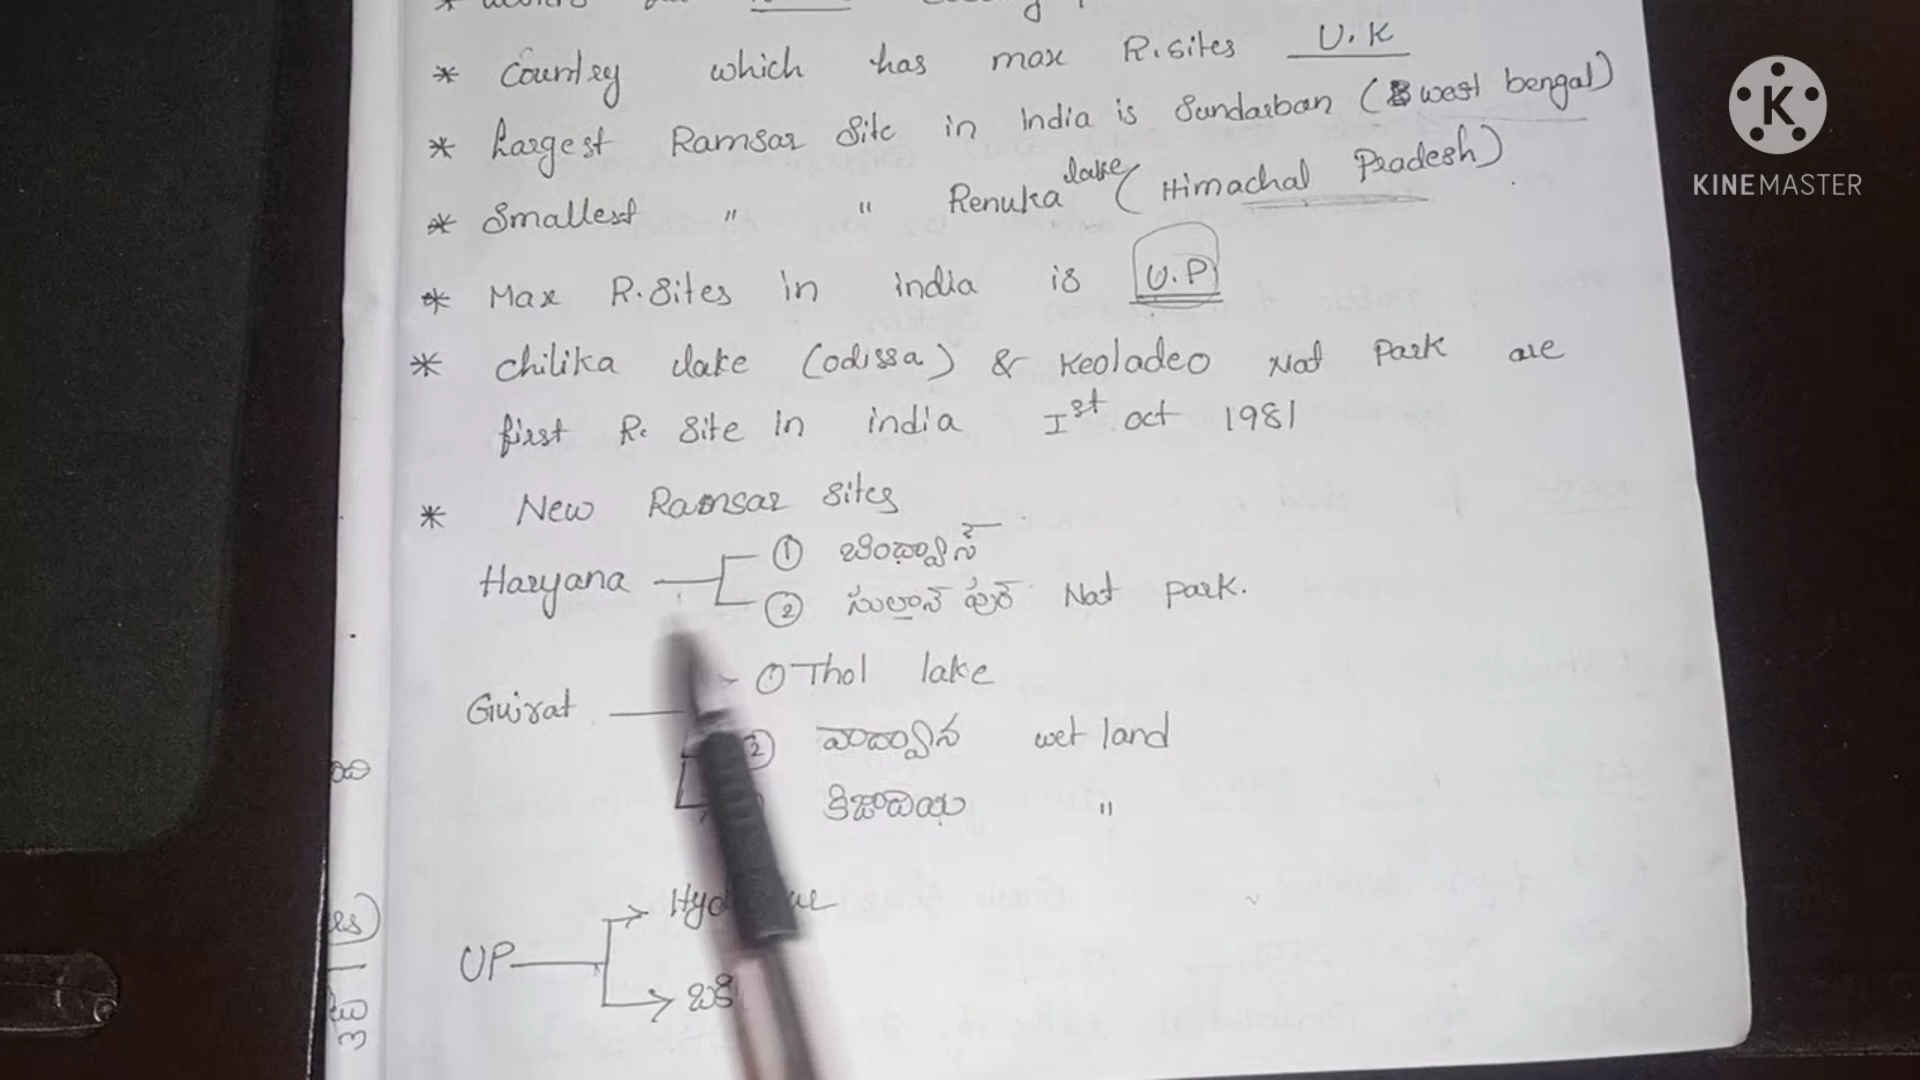 * Country which has max R.sites U.K
* Largest Ramsar Site in India is Sundarban (west bengal)
* Smallest " " Renuka lake (Himachal Pradesh)
* Max R.Sites in india is U.P
* Chilika lake (odissa) & Keoladeo Nat Park are
first R. Site in india 1st oct 1981
* New Ramsar Sites
Haryana ① బింద్వాస్
② సుల్తాన్ పుర్ Nat park.
Gujrat ① Thol lake
② వాద్వాన wet land
కిజాదియ "
UP
KINEMASTER